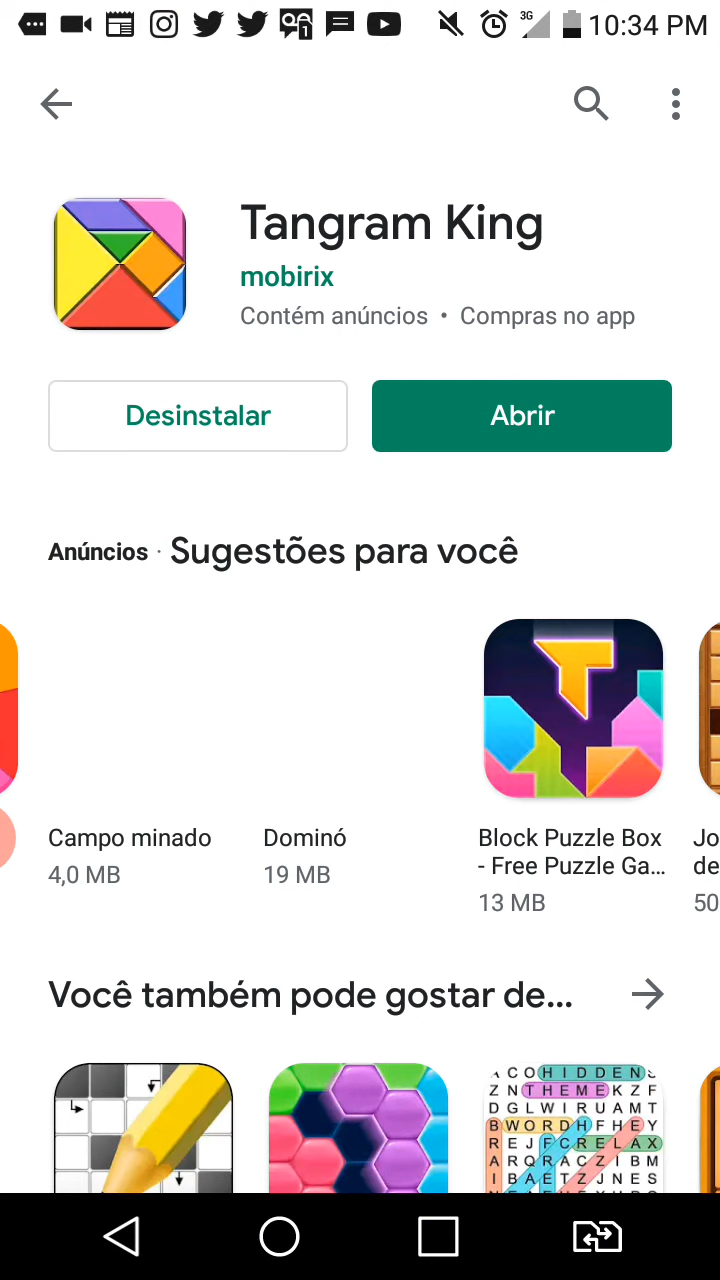 3G 10:34 PM
Tangram King
mobirix
Contém anúncios • Compras no app
Desinstalar
Abrir
Anúncios · Sugestões para você
Campo minado
4,0 MB
Dominó
19 MB
Block Puzzle Box
- Free Puzzle Ga...
13 MB
Jo
de
50
Você também pode gostar de...
A C O H I D D E N S
Z N T H E M E K Z F
D G L W I R U A M T
B W O R D H F H E Y
R E J F C R E L A X
A R Q R A C Z I B M
I B A E T Z J N E S